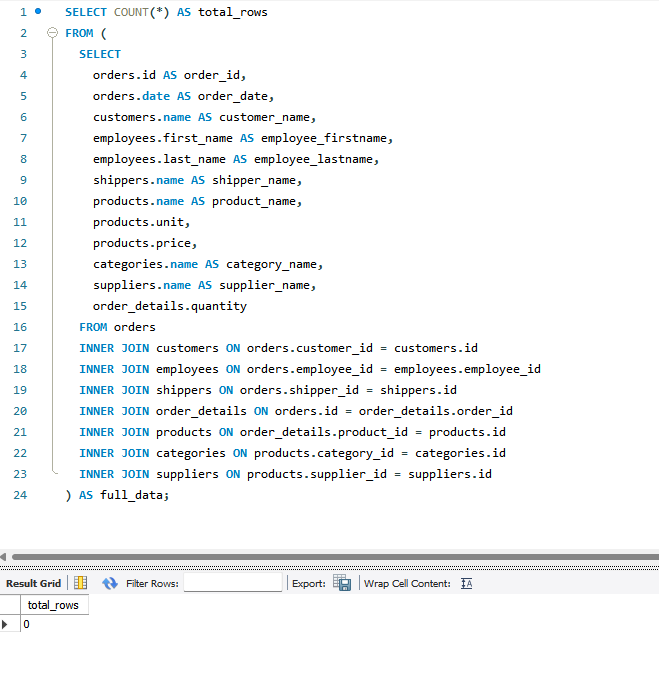 1 SELECT COUNT(*) AS total_rows
2 FROM (
3 SELECT
4 orders.id AS order_id,
5 orders.date AS order_date,
6 customers.name AS customer_name,
7 employees.first_name AS employee_firstname,
8 employees.last_name AS employee_lastname,
9 shippers.name AS shipper_name,
10 products.name AS product_name,
11 products.unit,
12 products.price,
13 categories.name AS category_name,
14 suppliers.name AS supplier_name,
15 order_details.quantity
16 FROM orders
17 INNER JOIN customers ON orders.customer_id = customers.id
18 INNER JOIN employees ON orders.employee_id = employees.employee_id
19 INNER JOIN shippers ON orders.shipper_id = shippers.id
20 INNER JOIN order_details ON orders.id = order_details.order_id
21 INNER JOIN products ON order_details.product_id = products.id
22 INNER JOIN categories ON products.category_id = categories.id
23 INNER JOIN suppliers ON products.supplier_id = suppliers.id
24 ) AS full_data;
Result Grid Filter Rows: Export: Wrap Cell Content:
total_rows
0